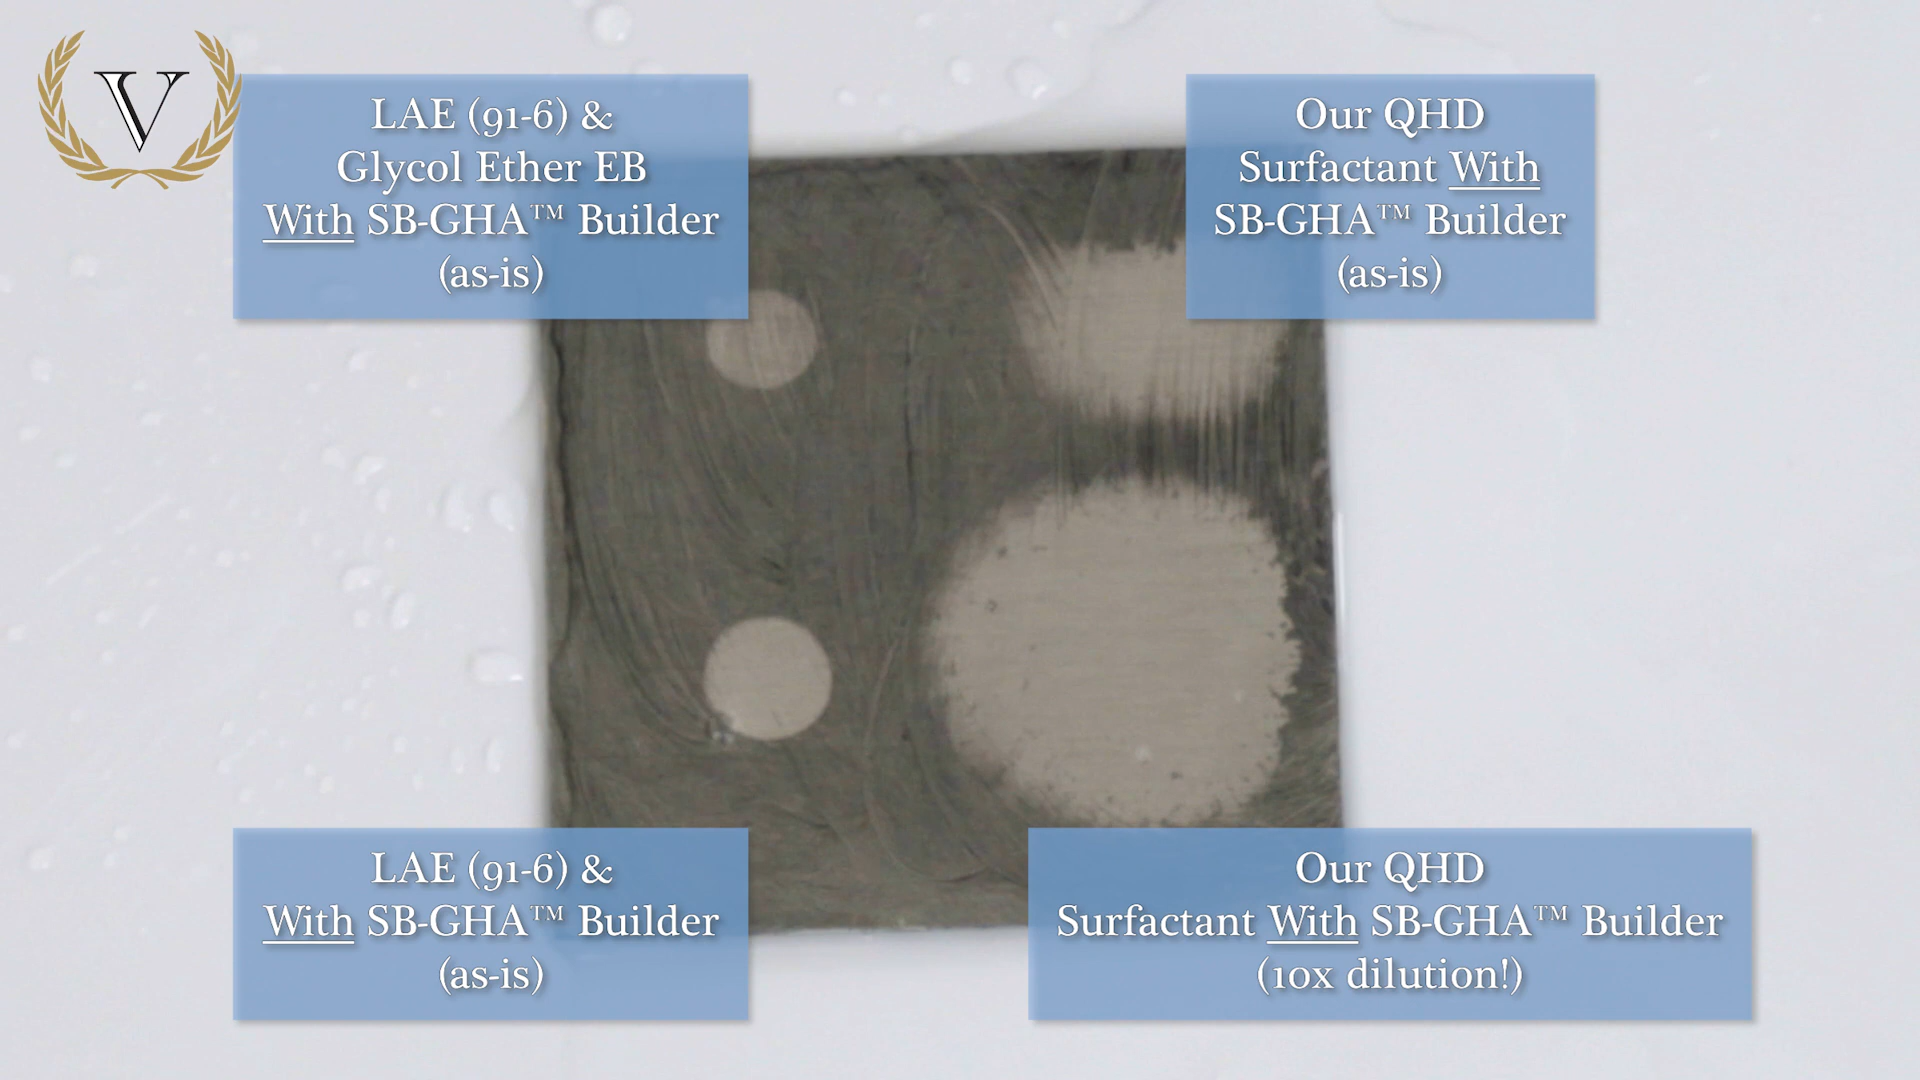 V
LAE (91-6) &
Glycol Ether EB
With SB-GHA™ Builder
(as-is)
Our QHD
Surfactant With
SB-GHA™ Builder
(as-is)
LAE (91-6) &
With SB-GHA™ Builder
(as-is)
Our QHD
Surfactant With SB-GHA™ Builder
(10x dilution!)